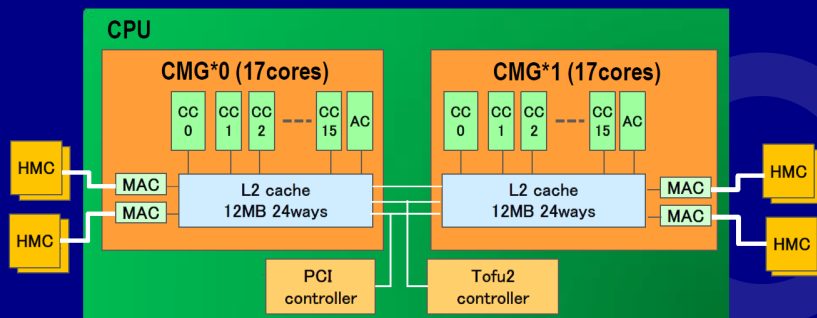 CPU
CMG*0 (17cores)
CC 0
CC 1
CC 2
CC 15
AC
HMC
HMC
MAC
MAC
L2 cache
12MB 24ways
CMG*1 (17cores)
CC 0
CC 1
CC 2
CC 15
AC
L2 cache
12MB 24ways
MAC
MAC
HMC
HMC
PCI
controller
Tofu2
controller